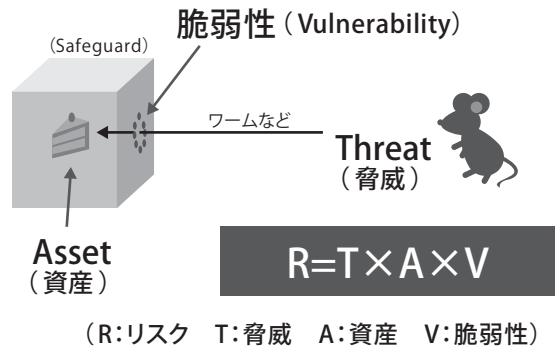 脆弱性（Vulnerability）
（Safeguard）
ワームなど
Threat
（脅威）
Asset
（資産）
R=T×A×V
（R：リスク　T：脅威　A：資産　V：脆弱性）